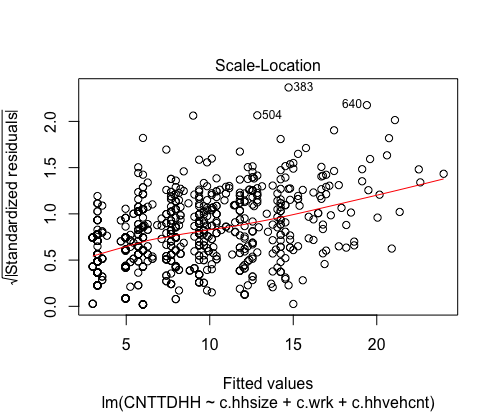 Scale-Location
383
640
504
√|Standardized residuals|
0.0 0.5 1.0 1.5 2.0
5 10 15 20
Fitted values
lm(CNTTDHH ~ c.hhsize + c.wrk + c.hhvehcnt)